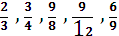 2/3 , 3/4 , 9/8 , 9/12 , 6/9